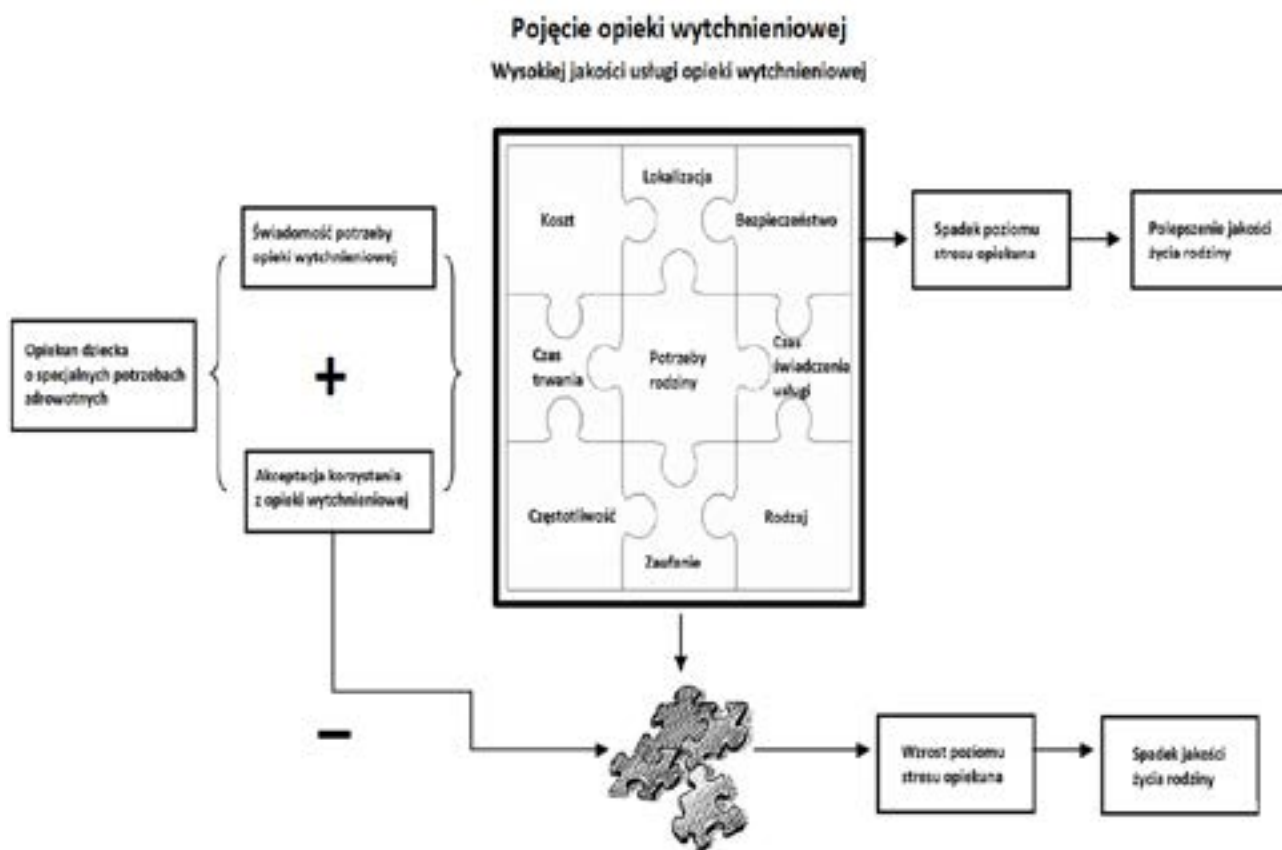 Pojęcie opieki wytchnieniowej
Wysokiej jakości usługi opieki wytchnieniowej
Opiekun dziecka
o specjalnych potrzebach
zdrowotnych
Świadomość potrzeby
opieki wytchnieniowej
+
Akceptacja korzystania
z opieki wytchnieniowej
–
Koszt
Lokalizacja
Bezpieczeństwo
Czas
trwania
Potrzeby
rodziny
Czas
świadczenia
usługi
Częstotliwość
Zaufanie
Rodzaj
Spadek poziomu
stresu opiekuna
Polepszenie jakości
życia rodziny
Wzrost poziomu
stresu opiekuna
Spadek jakości
życia rodziny